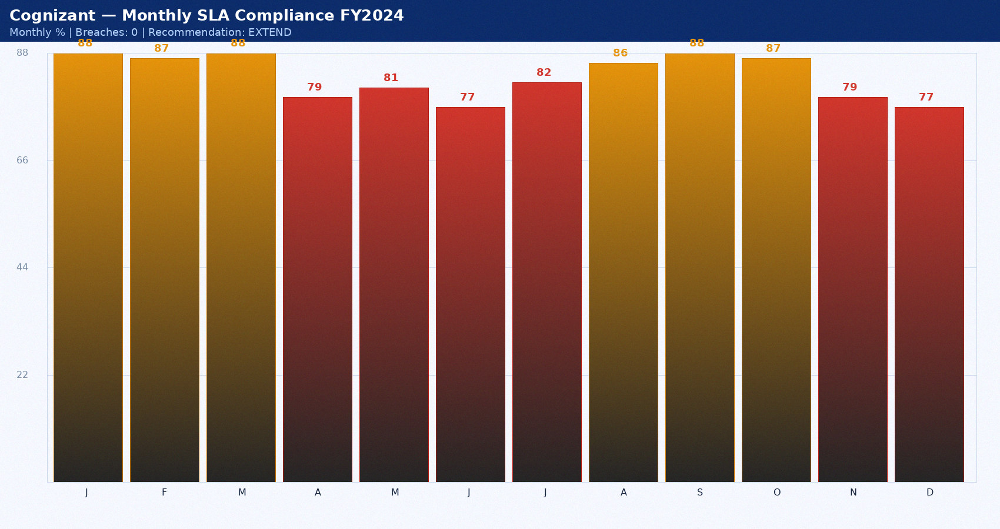 Cognizant — Monthly SLA Compliance FY2024
Monthly % | Breaches: 0 | Recommendation: EXTEND
88 87 88 79 81 77 82 86 88 87 79 77
88
66
44
22
J F M A M J J A S O N D